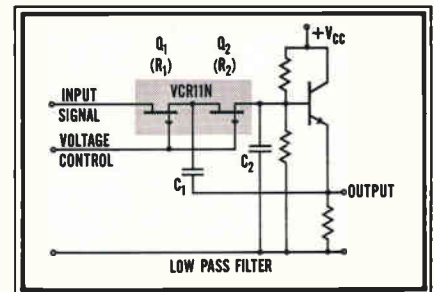 Q1 Q2
(R1) (R2)
+VCC
VCR11N
INPUT
SIGNAL
VOLTAGE
CONTROL
C1
C2
OUTPUT
LOW PASS FILTER